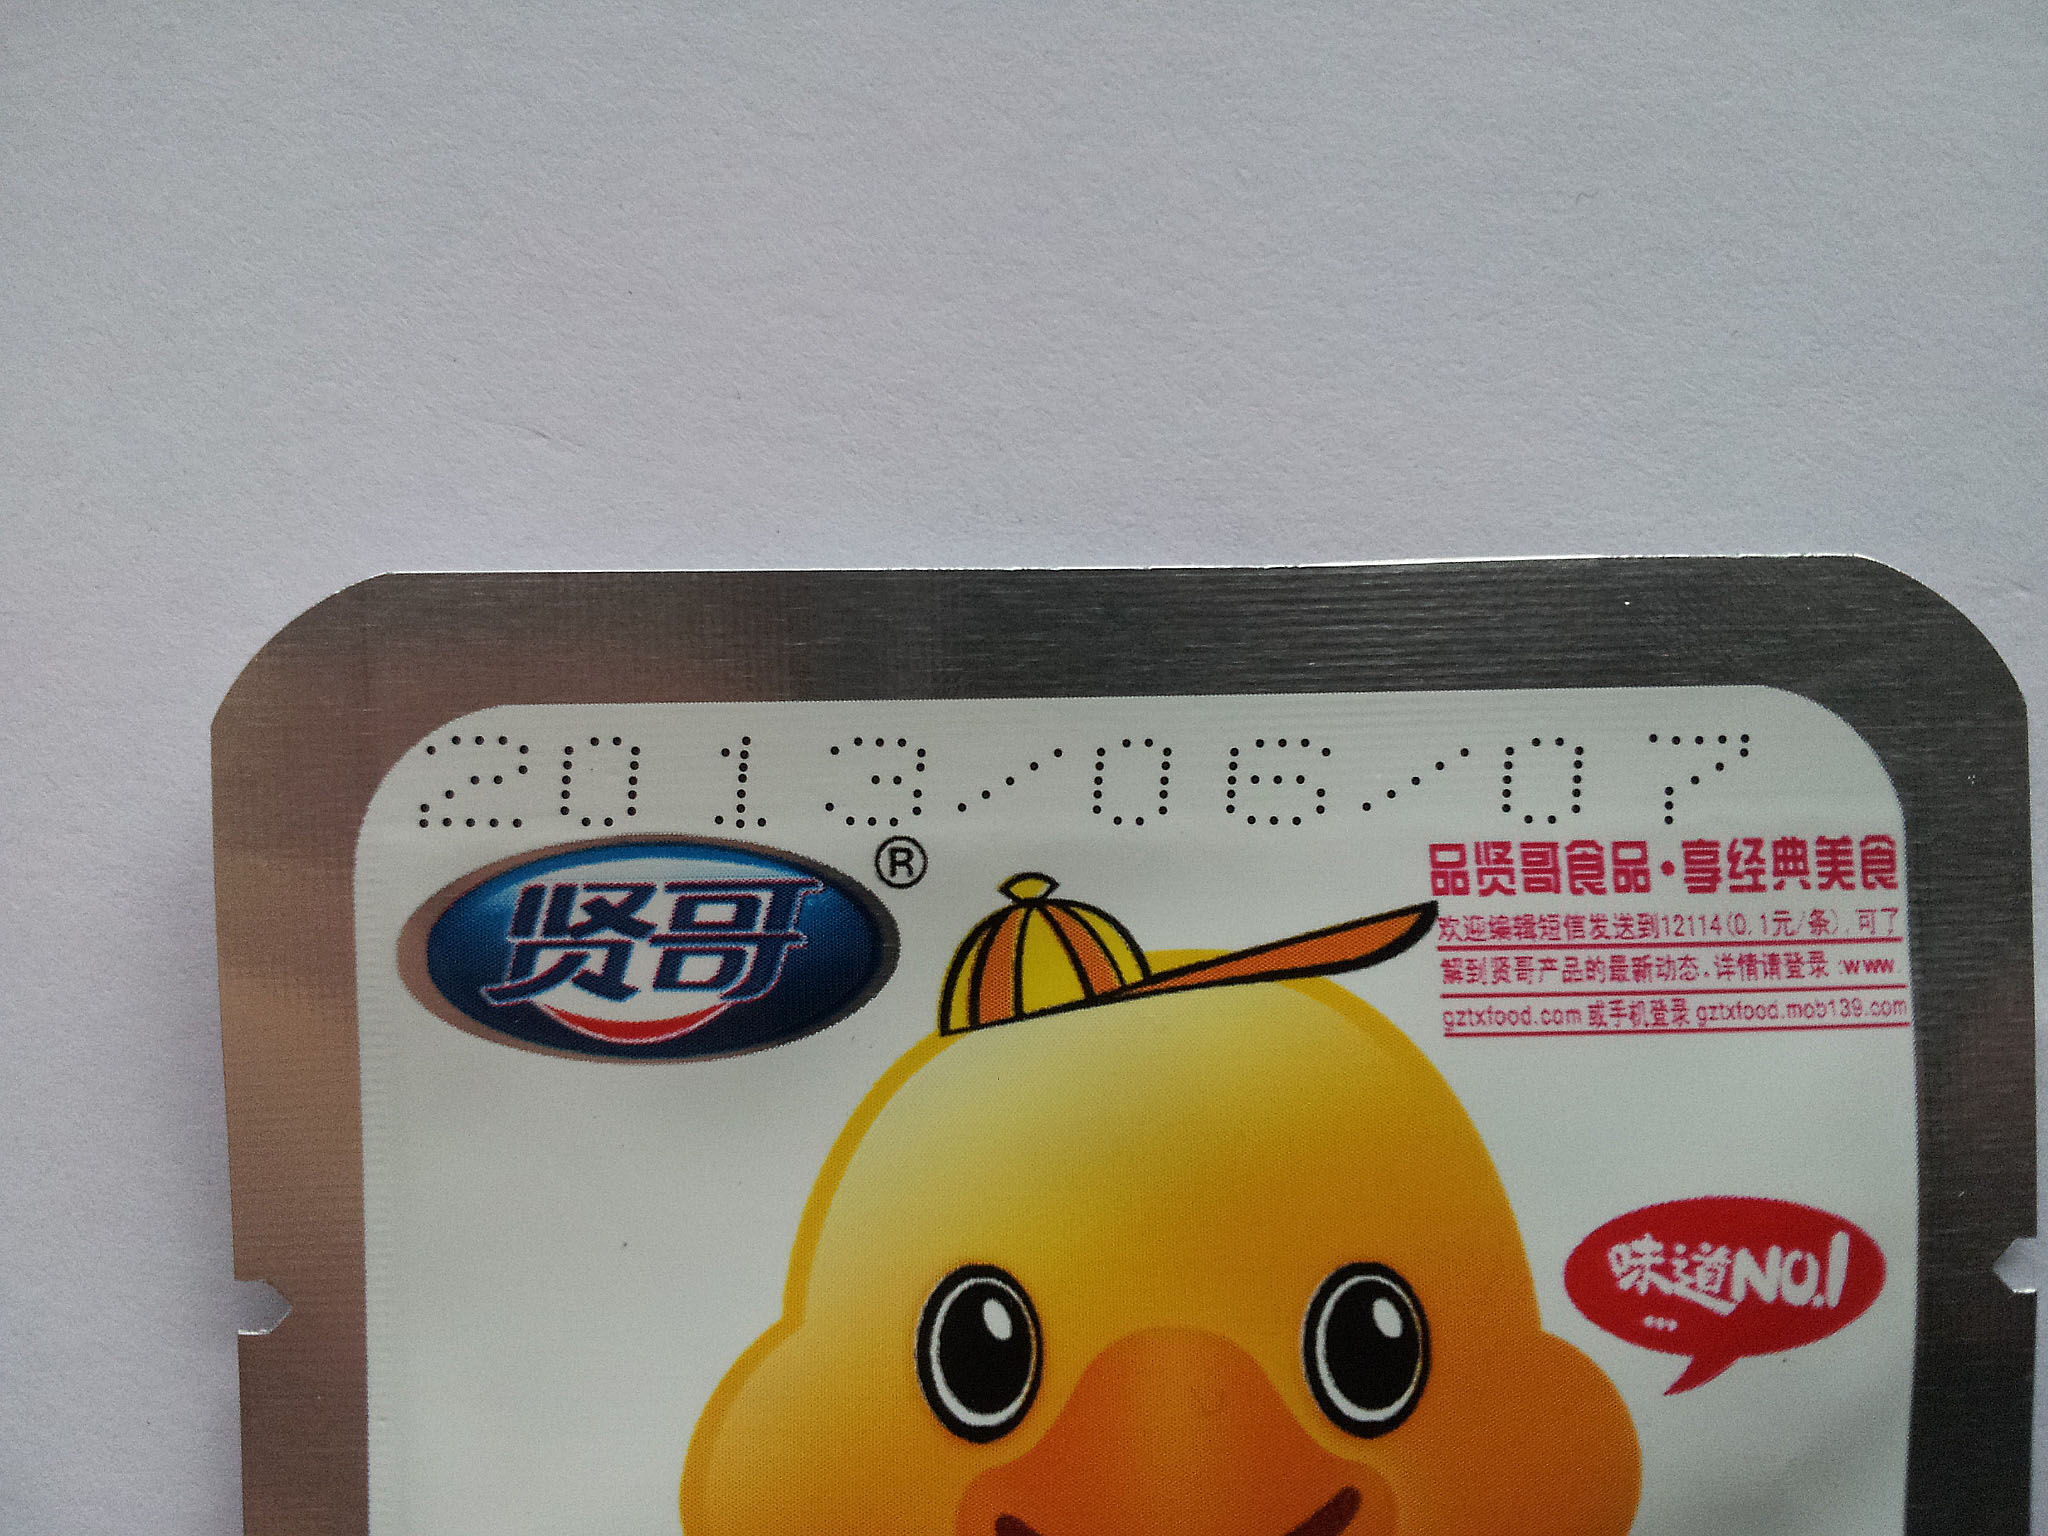 2013/06/07
贤哥®
品贤哥食品·享经典美食
欢迎编辑短信发送到12114(0.1元/条),可了
解到贤哥产品的最新动态,详情请登录:www.
gztxfood.com 或手机登录 gztxfood.mob139.com
味道NO.1
...